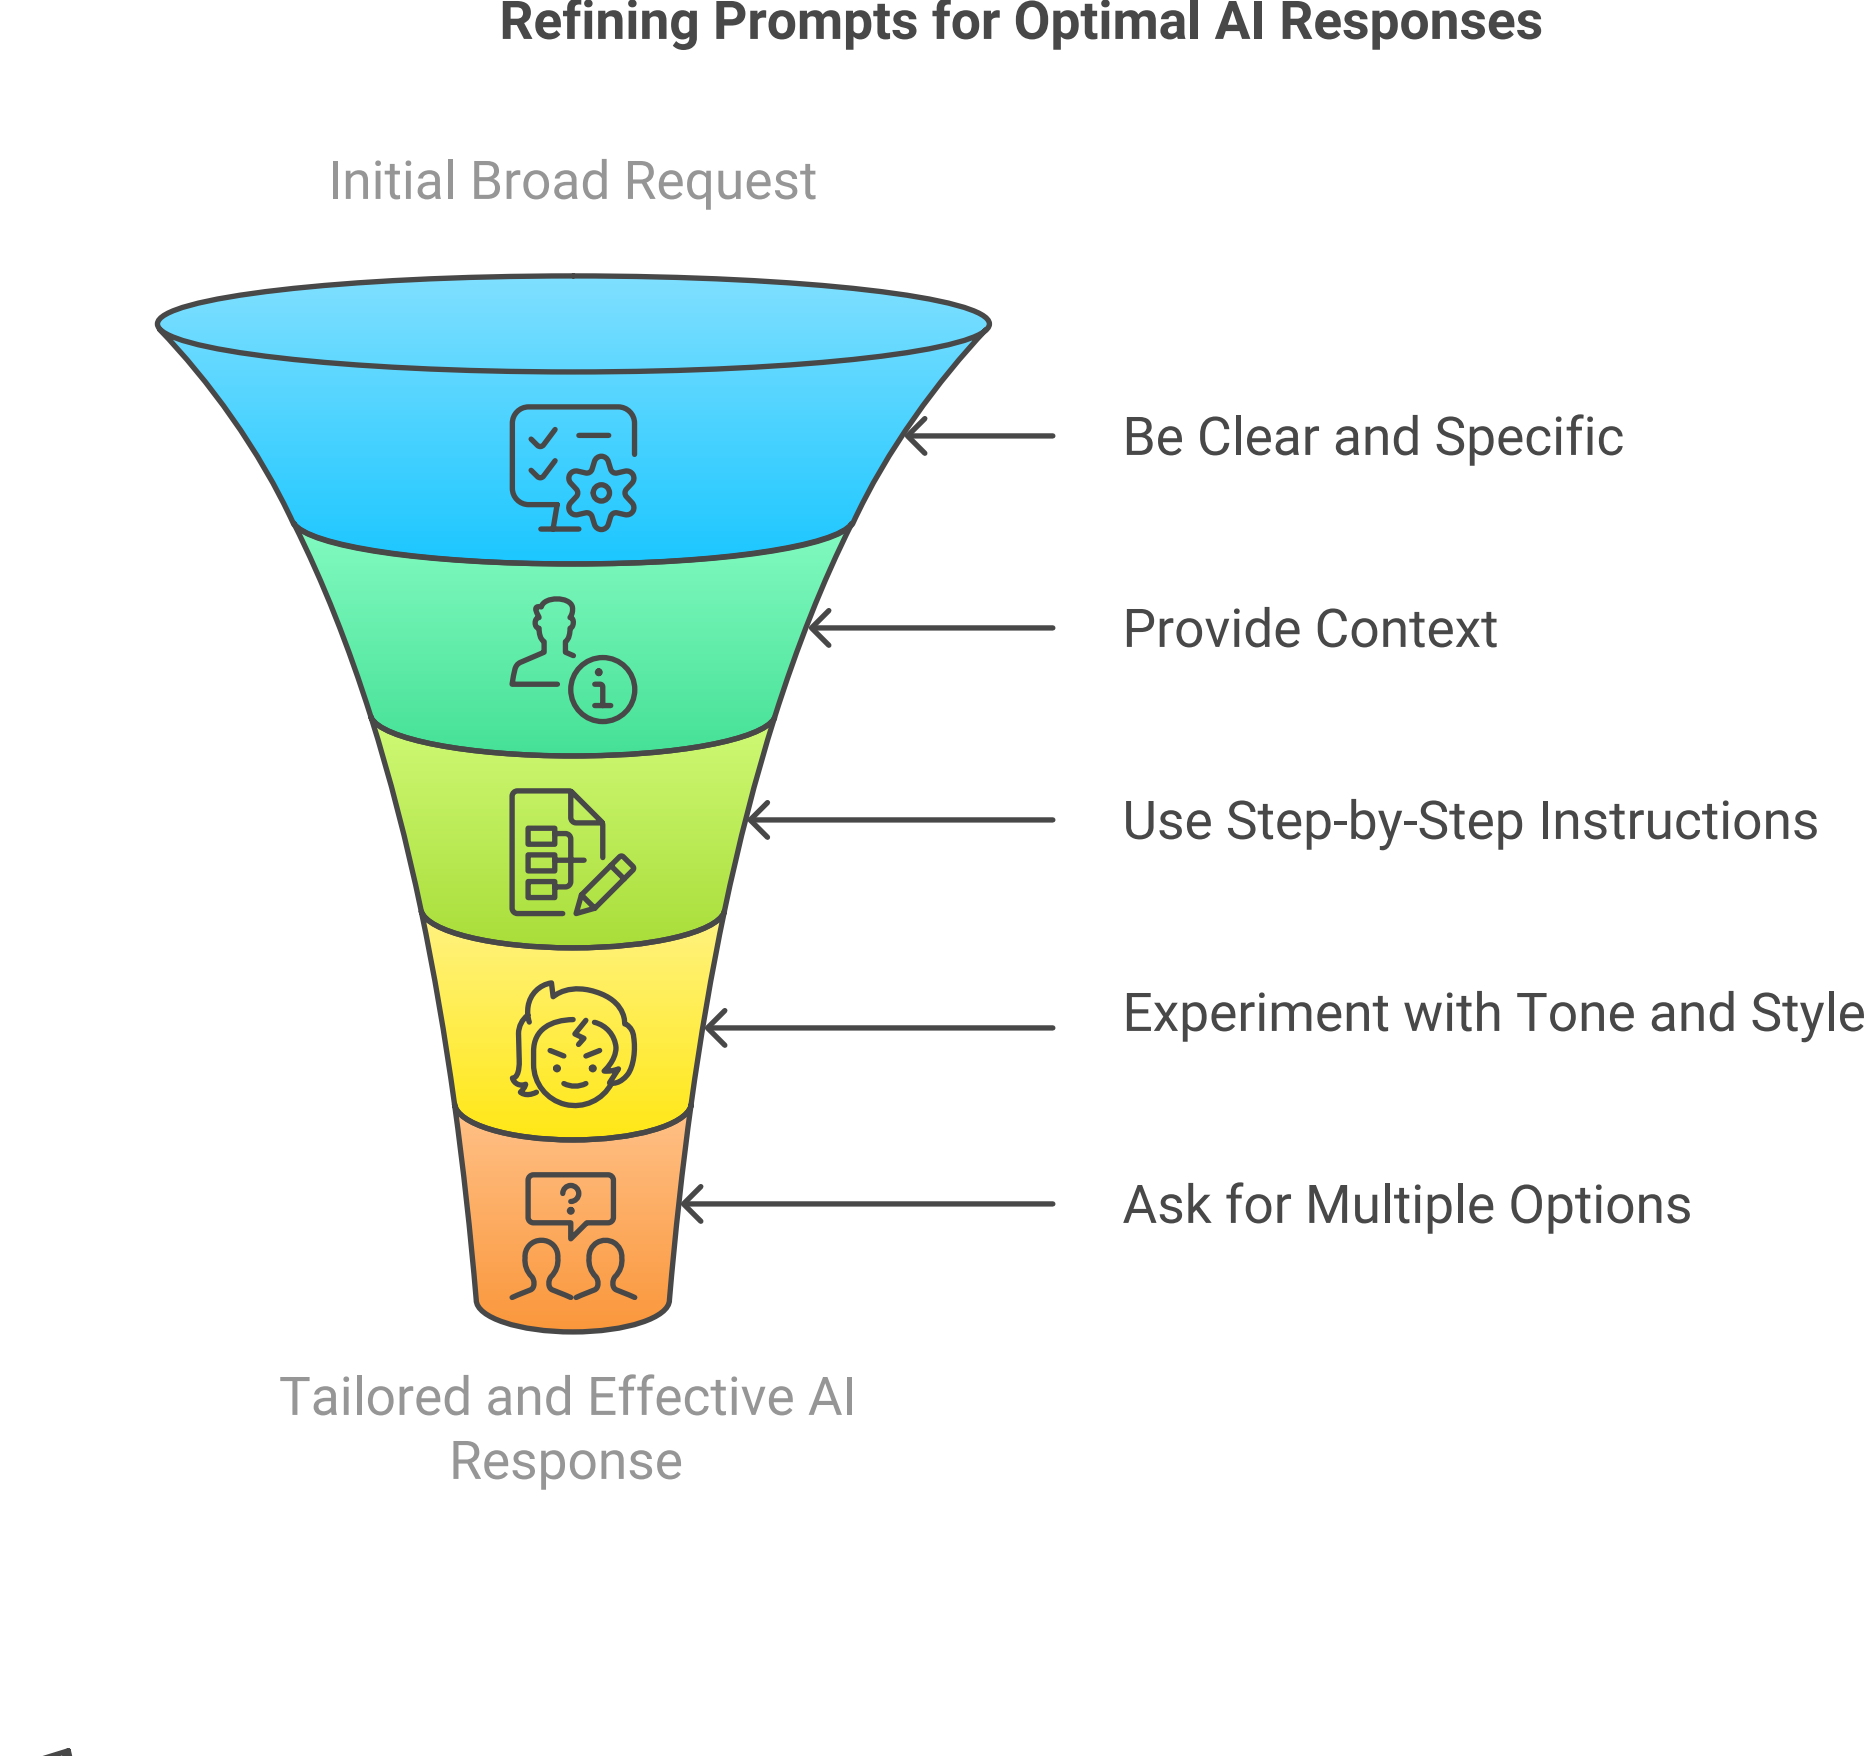 Refining Prompts for Optimal AI Responses
Initial Broad Request
Be Clear and Specific
Provide Context
Use Step-by-Step Instructions
Experiment with Tone and Style
Ask for Multiple Options
Tailored and Effective AI
Response